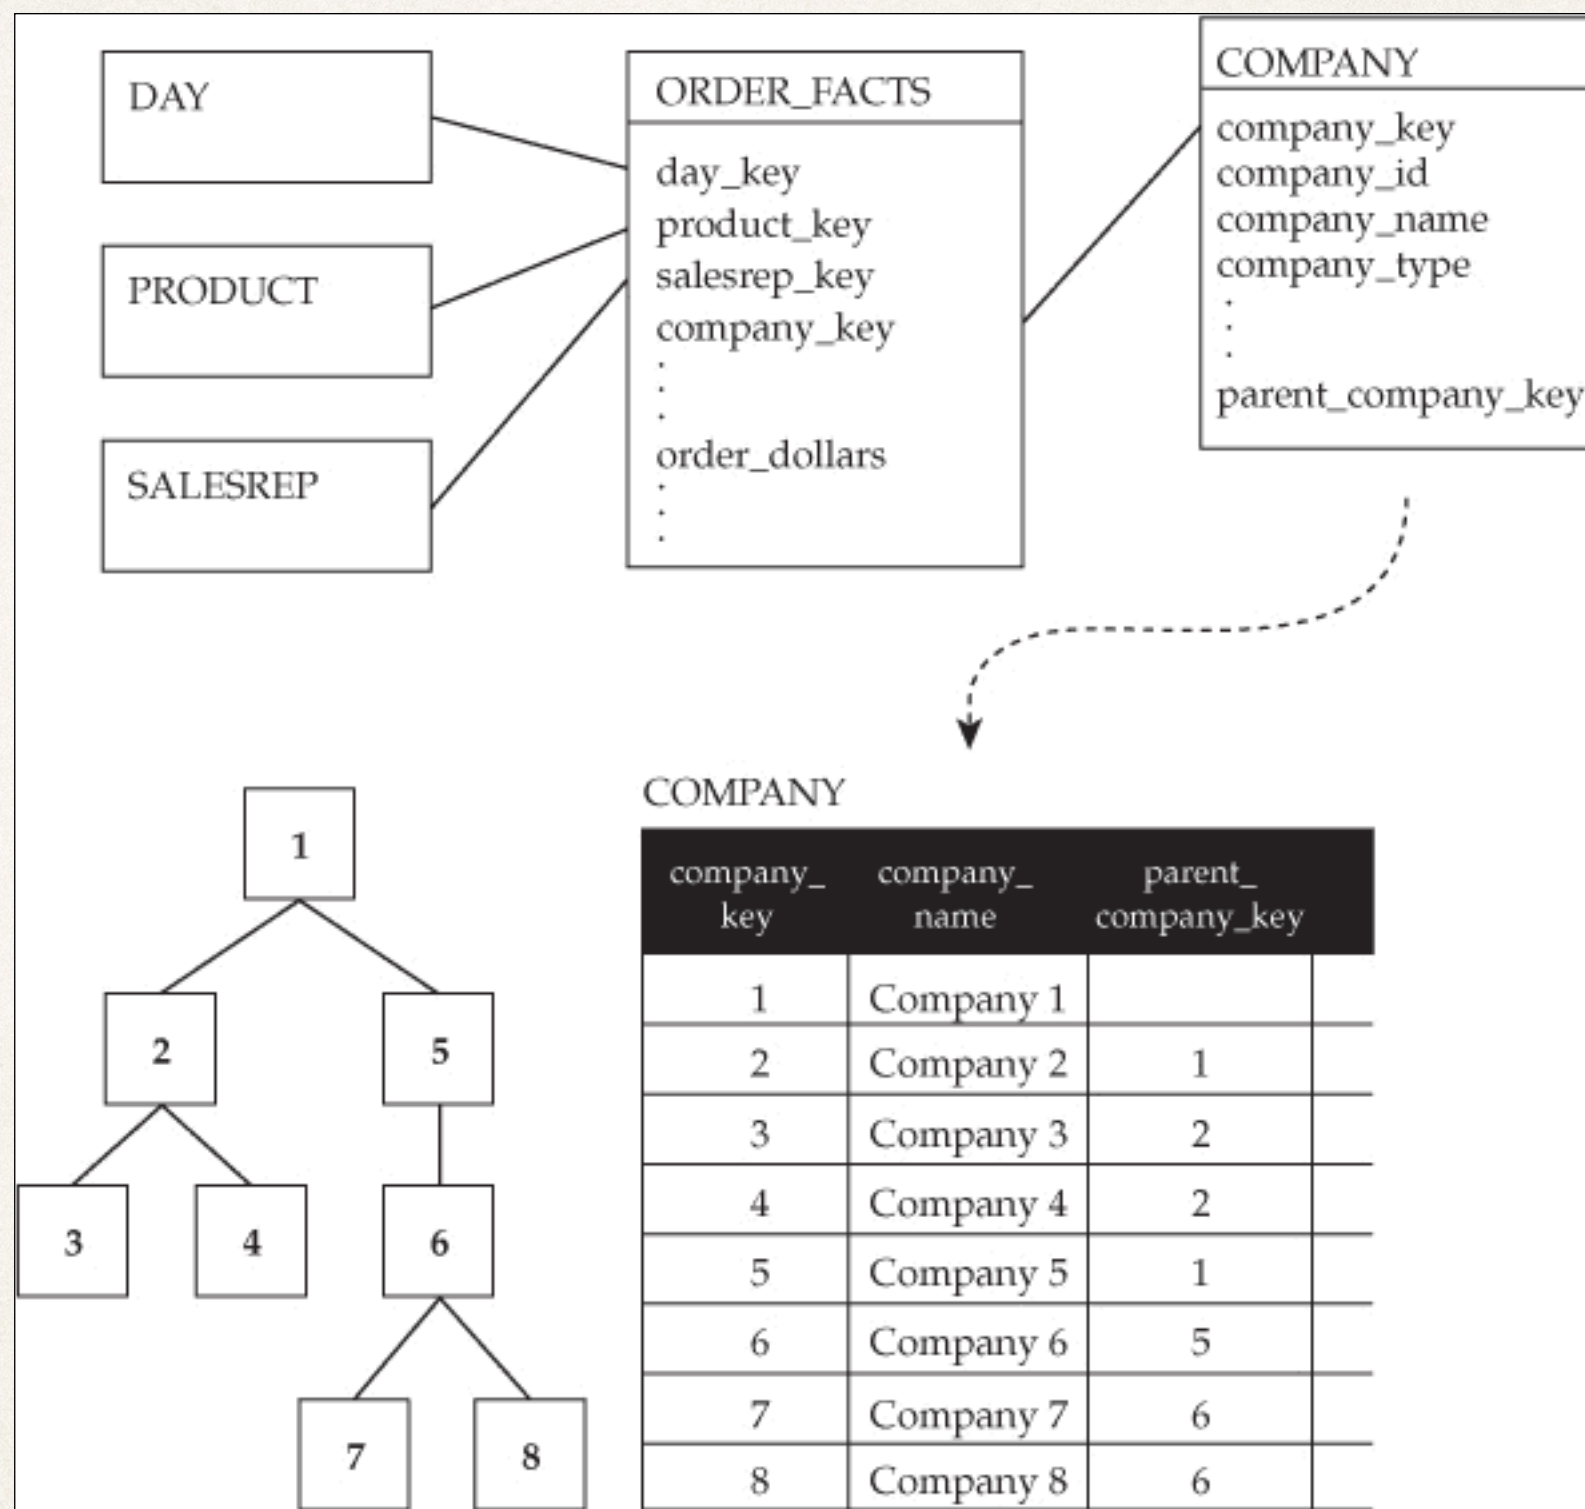 DAY
PRODUCT
SALESREP
ORDER_FACTS
day_key
product_key
salesrep_key
company_key
.
.
.
order_dollars
.
.
.
COMPANY
company_key
company_id
company_name
company_type
.
.
.
parent_company_key
1
2 5
3 4 6
7 8
COMPANY
company_ company_ parent_
key name company_key
1 Company 1
2 Company 2 1
3 Company 3 2
4 Company 4 2
5 Company 5 1
6 Company 6 5
7 Company 7 6
8 Company 8 6